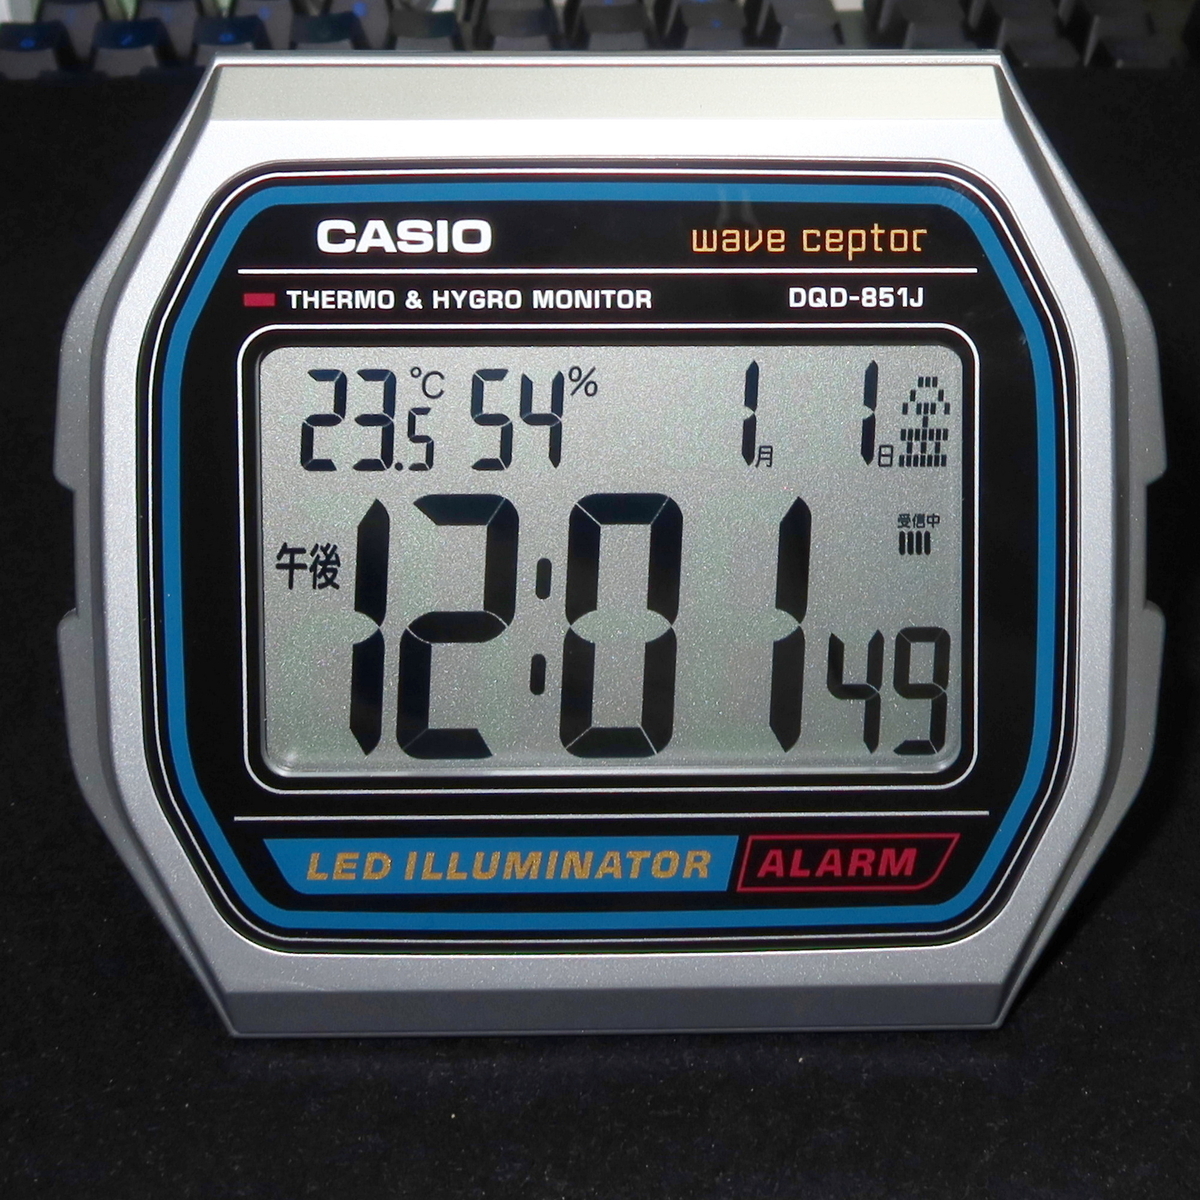 CASIO wave ceptor
THERMO & HYGRO MONITOR DQD-851J
23.5℃ 54% 1月 1日 金
受信中
午後 12:01 49
LED ILLUMINATOR ALARM